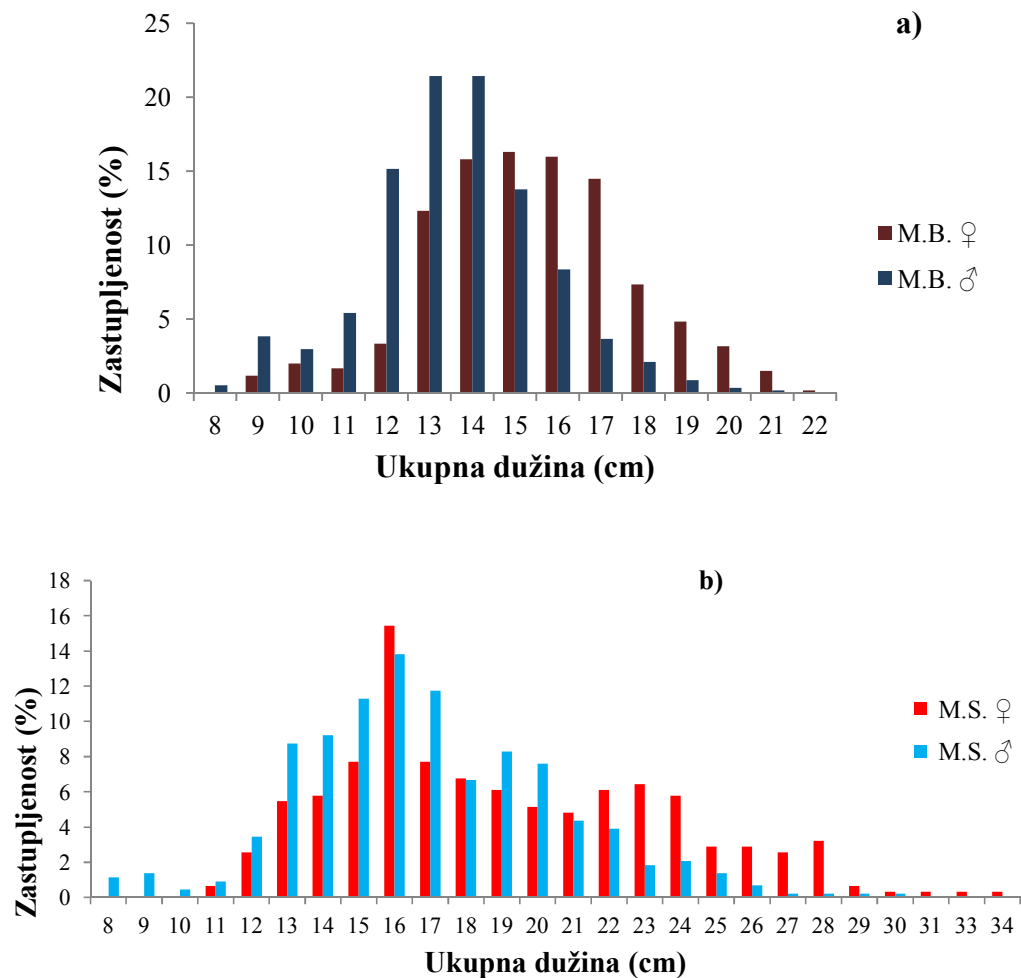 a)
25
20
15
10
5
0
Zastupljenost (%)
8 9 10 11 12 13 14 15 16 17 18 19 20 21 22
Ukupna dužina (cm)
M.B. ♀
M.B. ♂
b)
18
16
14
12
10
8
6
4
2
0
Zastupljenost (%)
8 9 10 11 12 13 14 15 16 17 18 19 20 21 22 23 24 25 26 27 28 29 30 31 33 34
Ukupna dužina (cm)
M.S. ♀
M.S. ♂